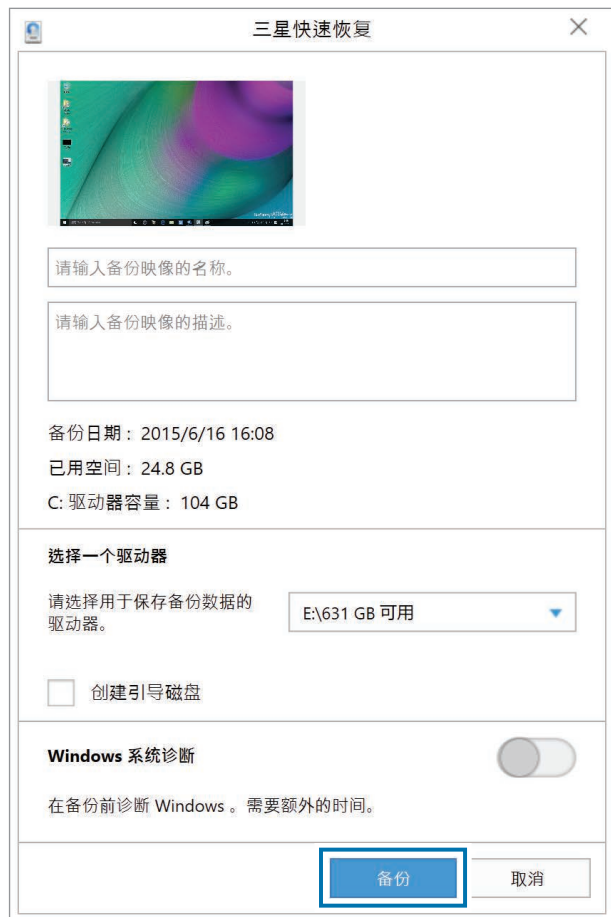 三星快速恢复
请输入备份映像的名称。
请输入备份映像的描述。
备份日期： 2015/6/16 16:08
已用空间： 24.8 GB
C: 驱动器容量： 104 GB
选择一个驱动器
请选择用于保存备份数据的
驱动器。
E:\631 GB 可用
创建引导磁盘
Windows 系统诊断
在备份前诊断 Windows 。需要额外的时间。
备份
取消